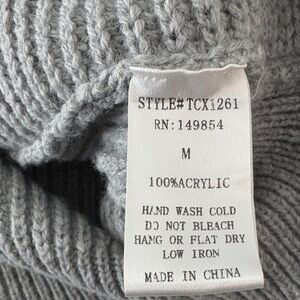 STYLE#TCX1261
RN:149854
M
100%ACRYLIC
HAND WASH COLD
DO NOT BLEACH
HANG OR FLAT DRY
LOW IRON
MADE IN CHINA